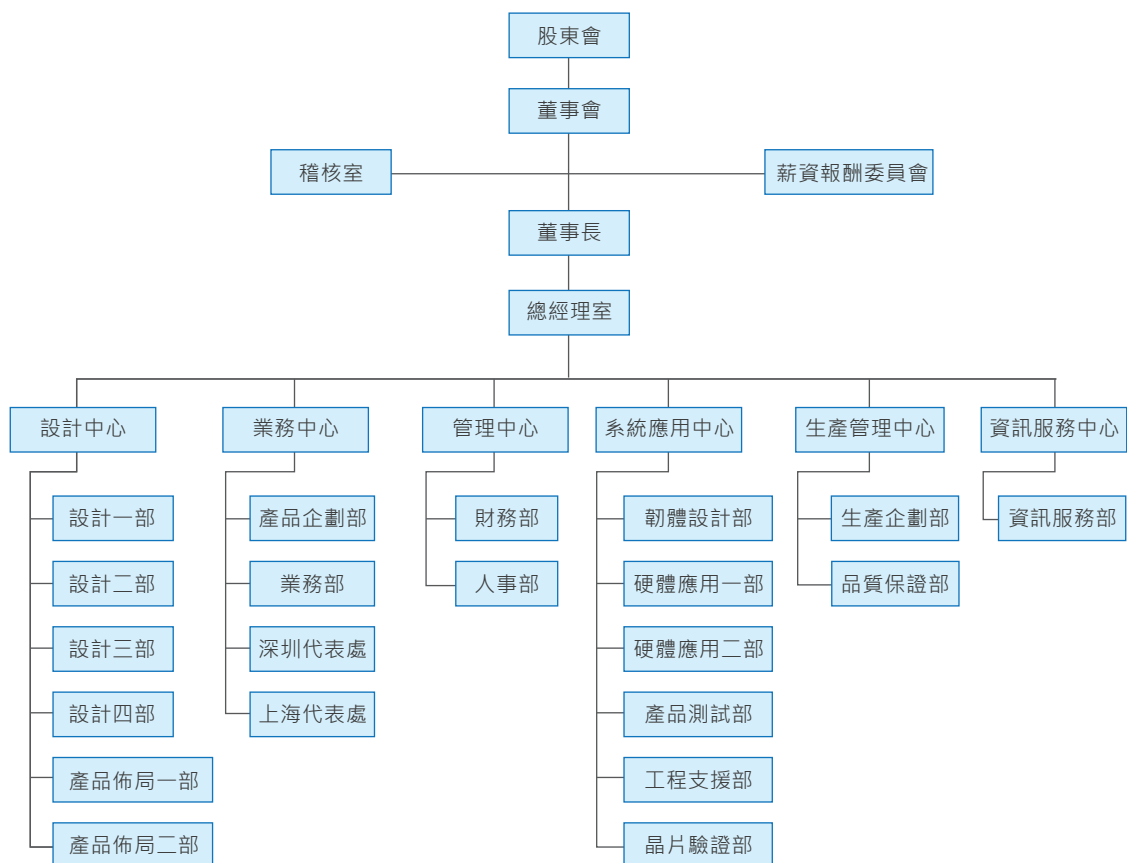 股東會
董事會
稽核室
薪資報酬委員會
董事長
總經理室
設計中心
業務中心
管理中心
系統應用中心
生產管理中心
資訊服務中心
設計一部
產品企劃部
財務部
韌體設計部
生產企劃部
資訊服務部
設計二部
業務部
人事部
硬體應用一部
品質保證部
設計三部
深圳代表處
硬體應用二部
設計四部
上海代表處
產品測試部
產品佈局一部
工程支援部
產品佈局二部
晶片驗證部